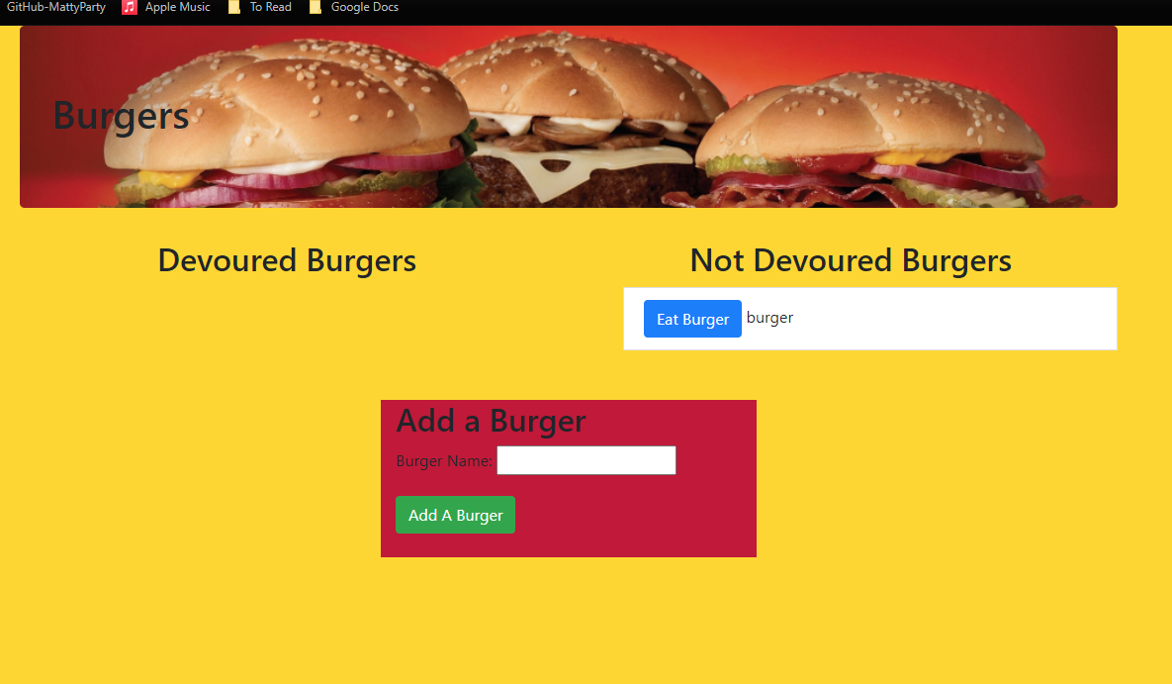 GitHub-MattyParty Apple Music To Read Google Docs
Burgers
Devoured Burgers
Not Devoured Burgers
Eat Burger burger
Add a Burger
Burger Name:
Add A Burger